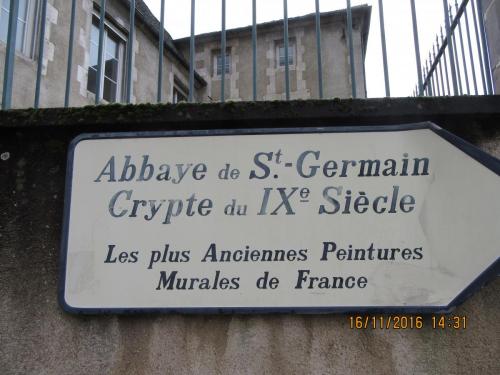 Abbaye de St.-Germain
Crypte du IXe Siècle
Les plus Anciennes Peintures
Murales de France
16/11/2016 14:31